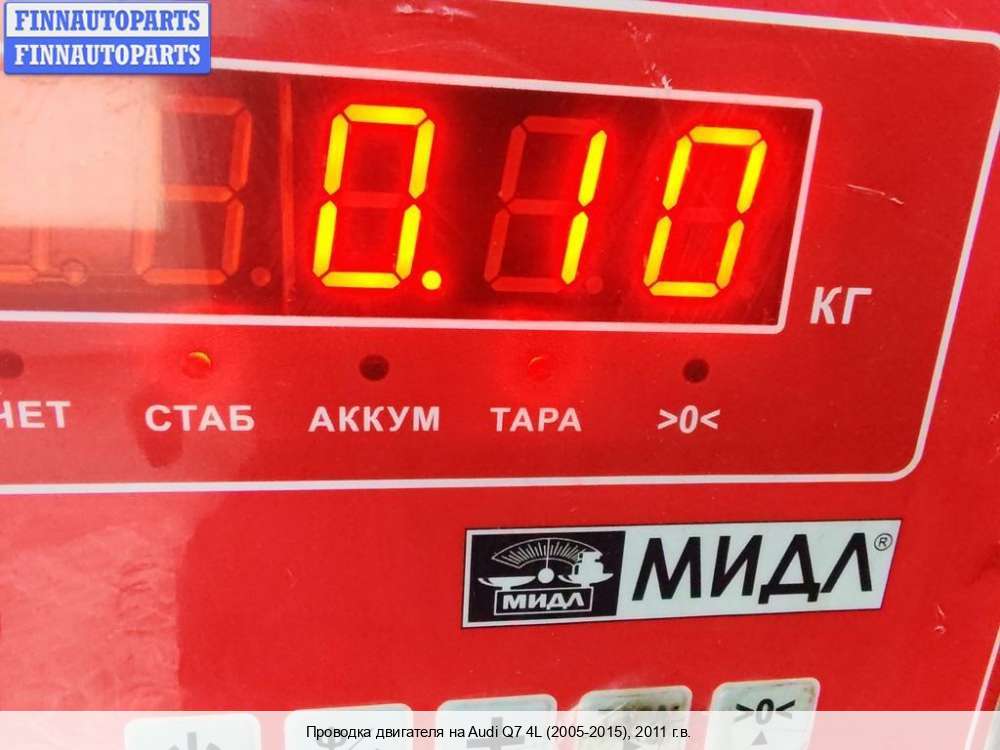 FINNAUTOPARTS
FINNAUTOPARTS
0.10
КГ
СТАБ АККУМ ТАРА >0<
МИДЛ
МИДЛ®
>0<
Проводка двигателя на Audi Q7 4L (2005-2015), 2011 г.в.